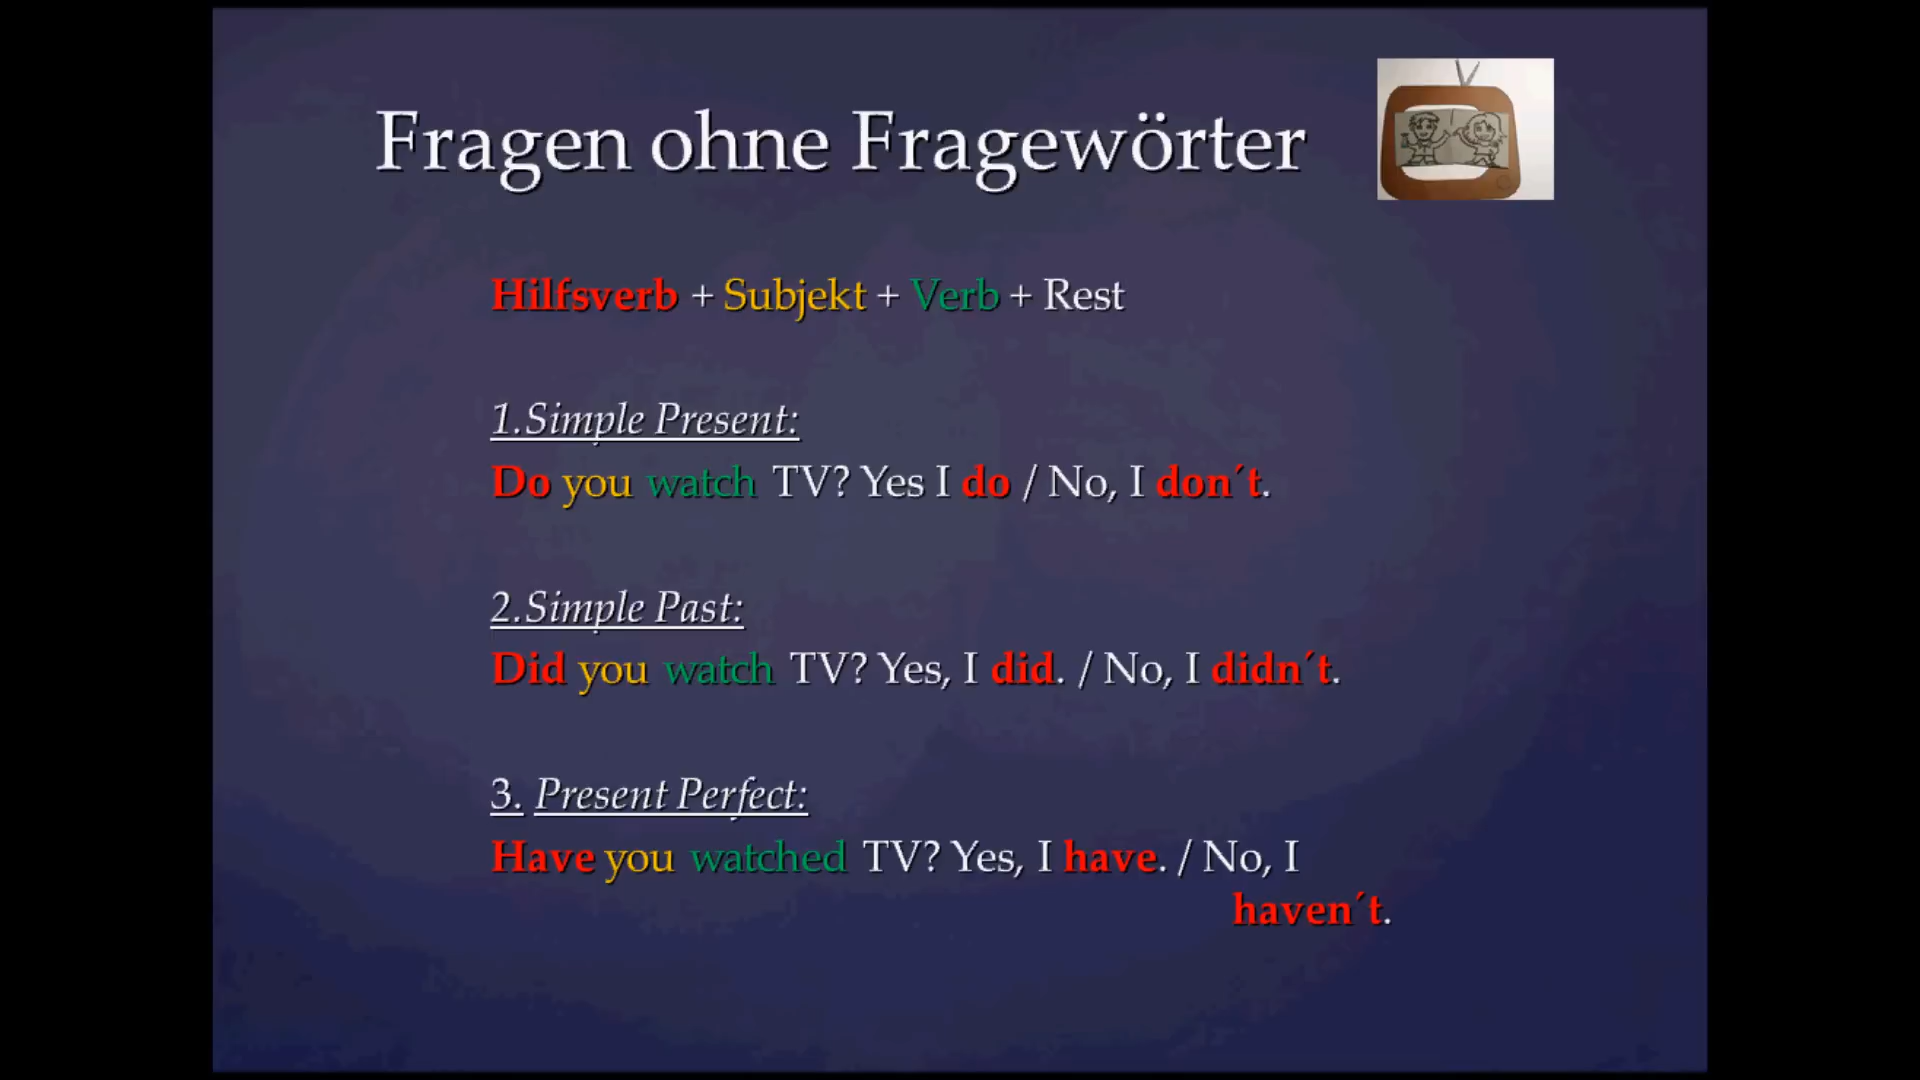 Fragen ohne Fragewörter
Hilfsverb + Subjekt + Verb + Rest
1.Simple Present:
Do you watch TV? Yes I do / No, I don´t.
2.Simple Past:
Did you watch TV? Yes, I did. / No, I didn´t.
3. Present Perfect:
Have you watched TV? Yes, I have. / No, I
haven´t.